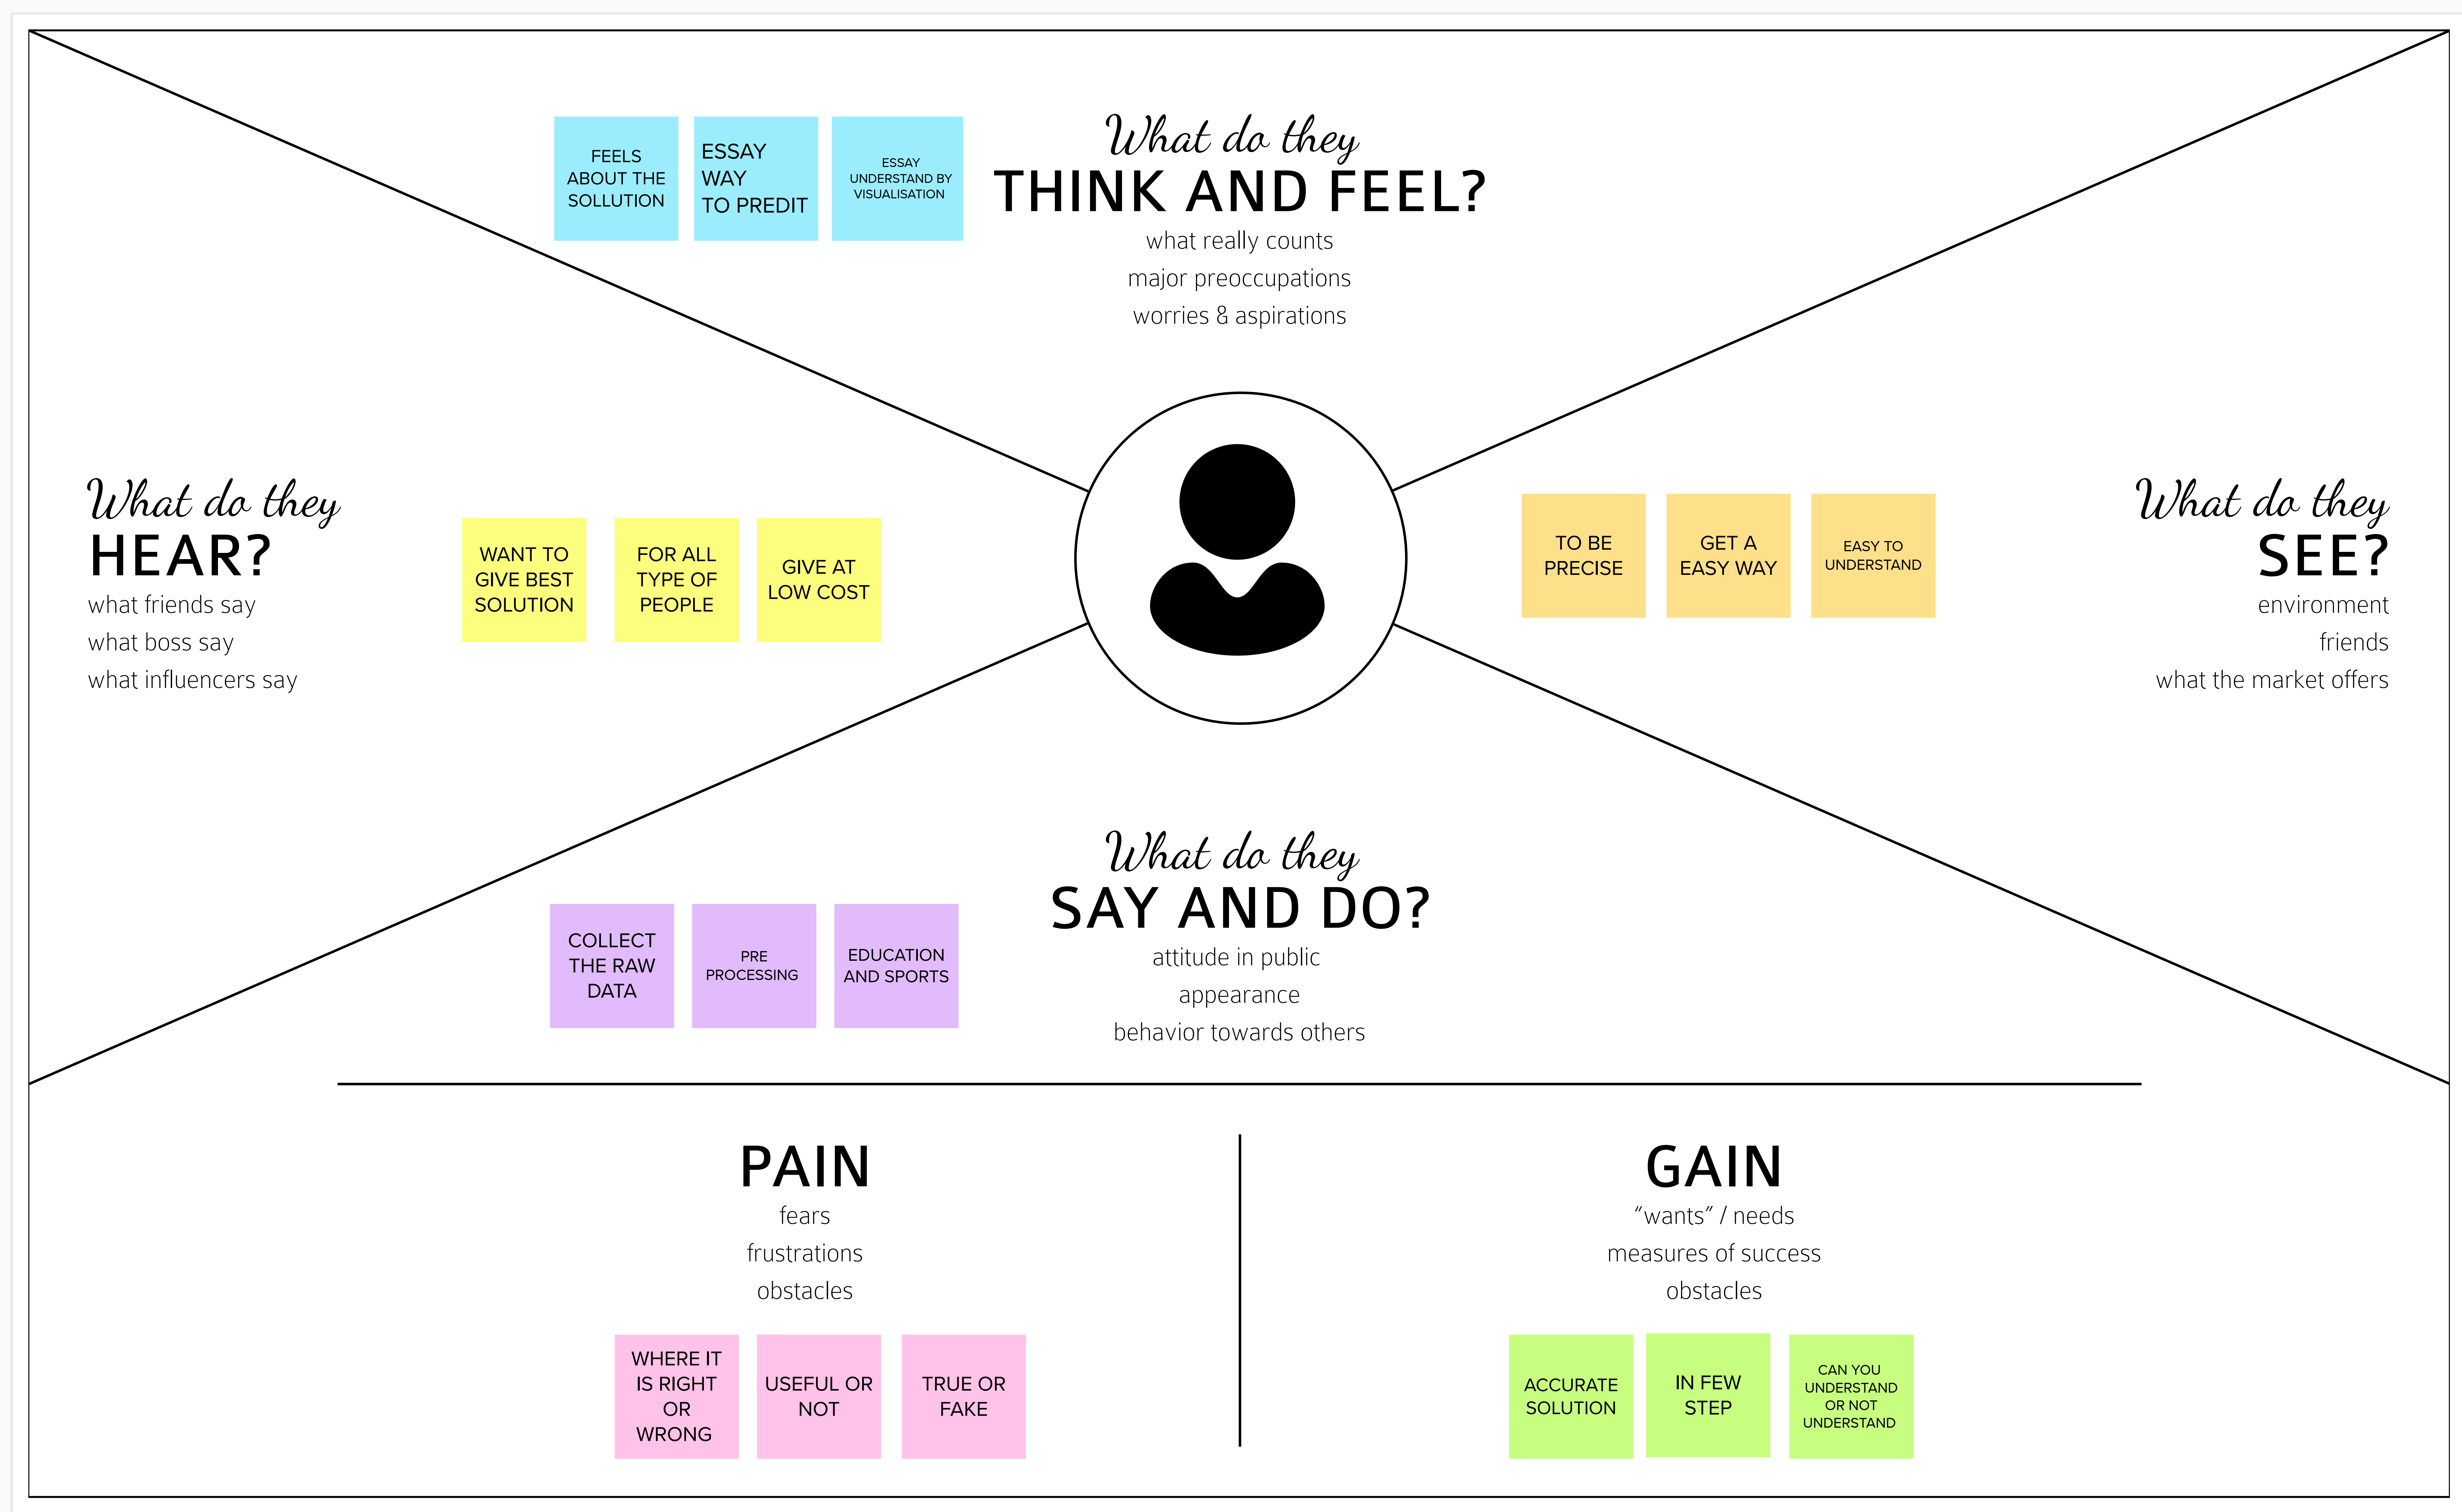 What do they
THINK AND FEEL?
what really counts
major preoccupations
worries & aspirations
FEELS
ABOUT THE
SOLLUTION
ESSAY
WAY
TO PREDIT
ESSAY
UNDERSTAND BY
VISUALISATION
What do they
HEAR?
what friends say
what boss say
what influencers say
WANT TO
GIVE BEST
SOLUTION
FOR ALL
TYPE OF
PEOPLE
GIVE AT
LOW COST
TO BE
PRECISE
GET A
EASY WAY
EASY TO
UNDERSTAND
What do they
SEE?
environment
friends
what the market offers
What do they
SAY AND DO?
attitude in public
appearance
behavior towards others
COLLECT
THE RAW
DATA
PRE
PROCESSING
EDUCATION
AND SPORTS
PAIN
fears
frustrations
obstacles
WHERE IT
IS RIGHT
OR
WRONG
USEFUL OR
NOT
TRUE OR
FAKE
GAIN
“wants” / needs
measures of success
obstacles
ACCURATE
SOLUTION
IN FEW
STEP
CAN YOU
UNDERSTAND
OR NOT
UNDERSTAND